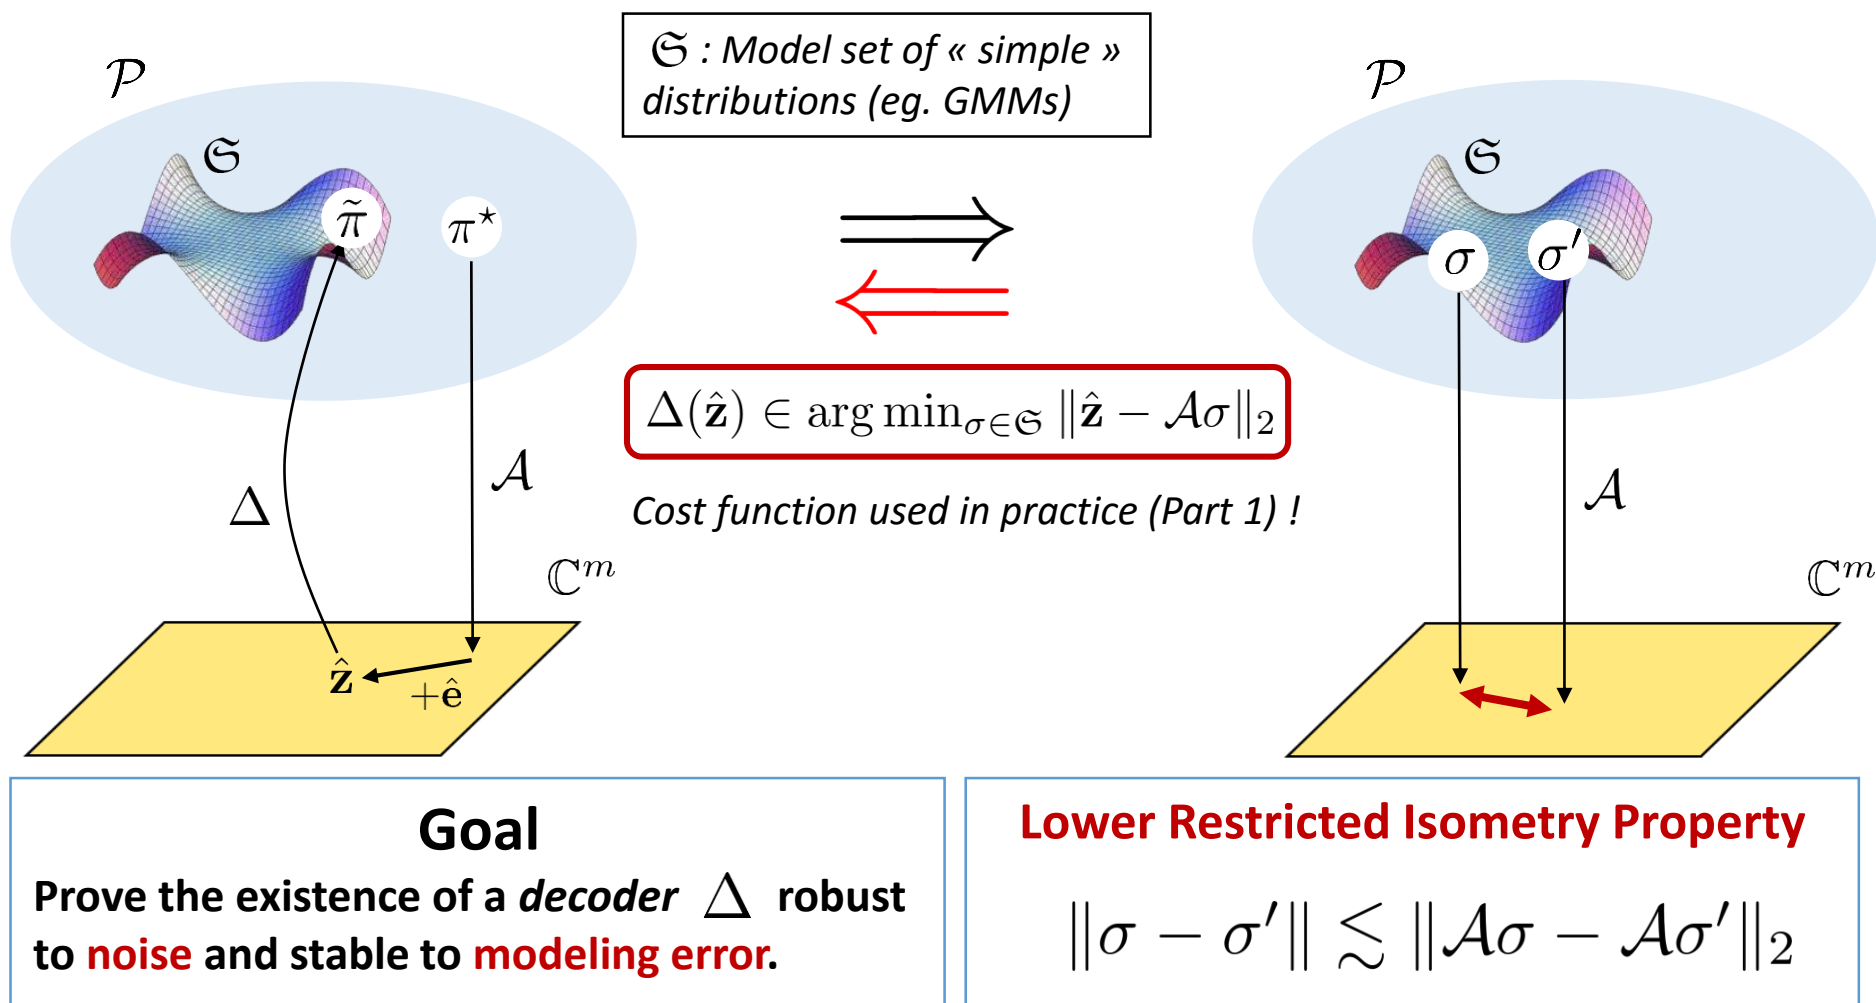 𝔖 : Model set of « simple »
distributions (eg. GMMs)
𝒫
𝔖
π̃
π⋆
Δ
𝒜
ℂ^m
ẑ
+ê
Δ(ẑ) ∈ arg min_{σ∈𝔖} ‖ẑ − 𝒜σ‖₂
Cost function used in practice (Part 1) !
𝒫
𝔖
σ
σ′
𝒜
ℂ^m
Goal
Prove the existence of a decoder Δ robust
to noise and stable to modeling error.
Lower Restricted Isometry Property
‖σ − σ′‖ ≲ ‖𝒜σ − 𝒜σ′‖₂